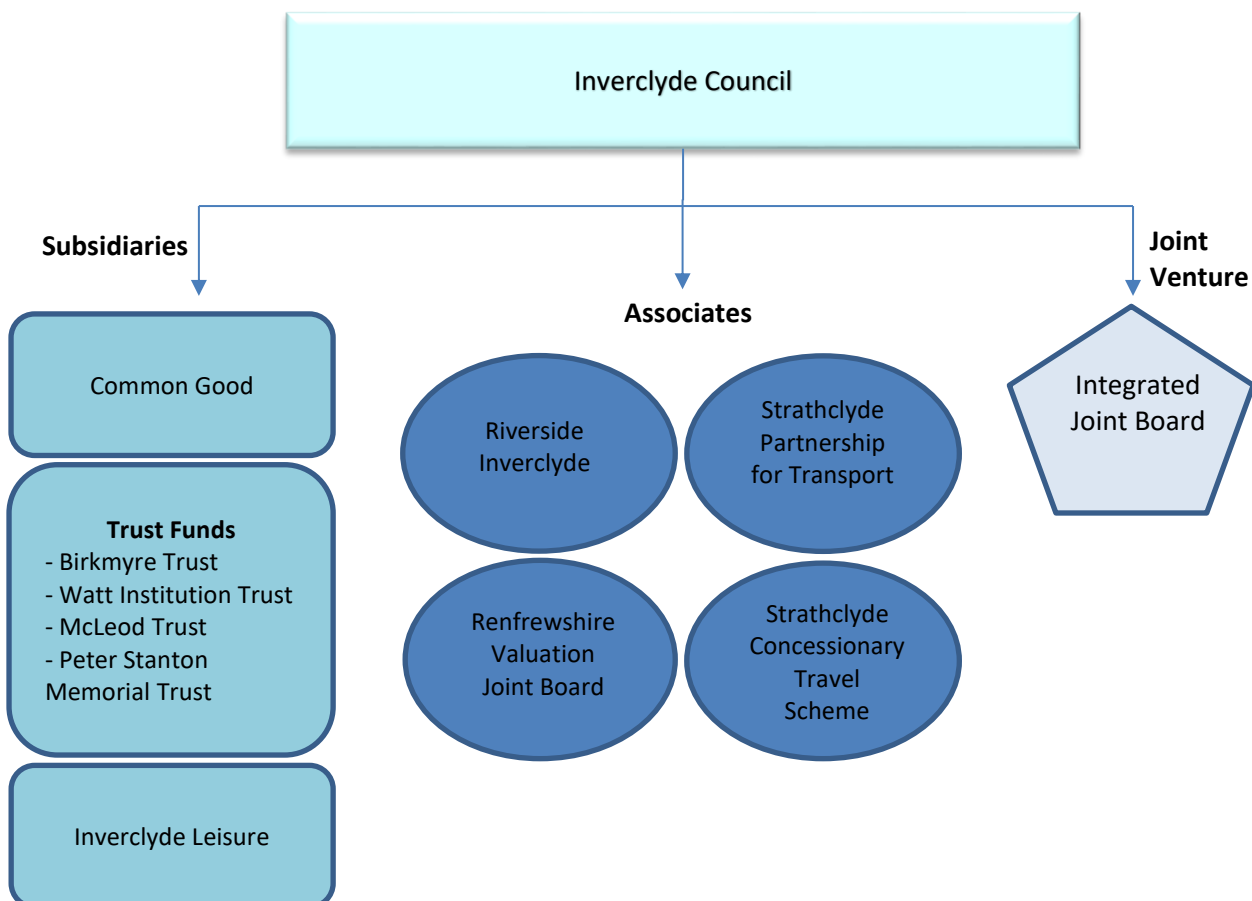 Inverclyde Council
Subsidiaries
Common Good
Trust Funds
- Birkmyre Trust
- Watt Institution Trust
- McLeod Trust
- Peter Stanton
Memorial Trust
Inverclyde Leisure
Associates
Riverside
Inverclyde
Strathclyde
Partnership
for Transport
Renfrewshire
Valuation
Joint Board
Strathclyde
Concessionary
Travel
Scheme
Joint
Venture
Integrated
Joint Board